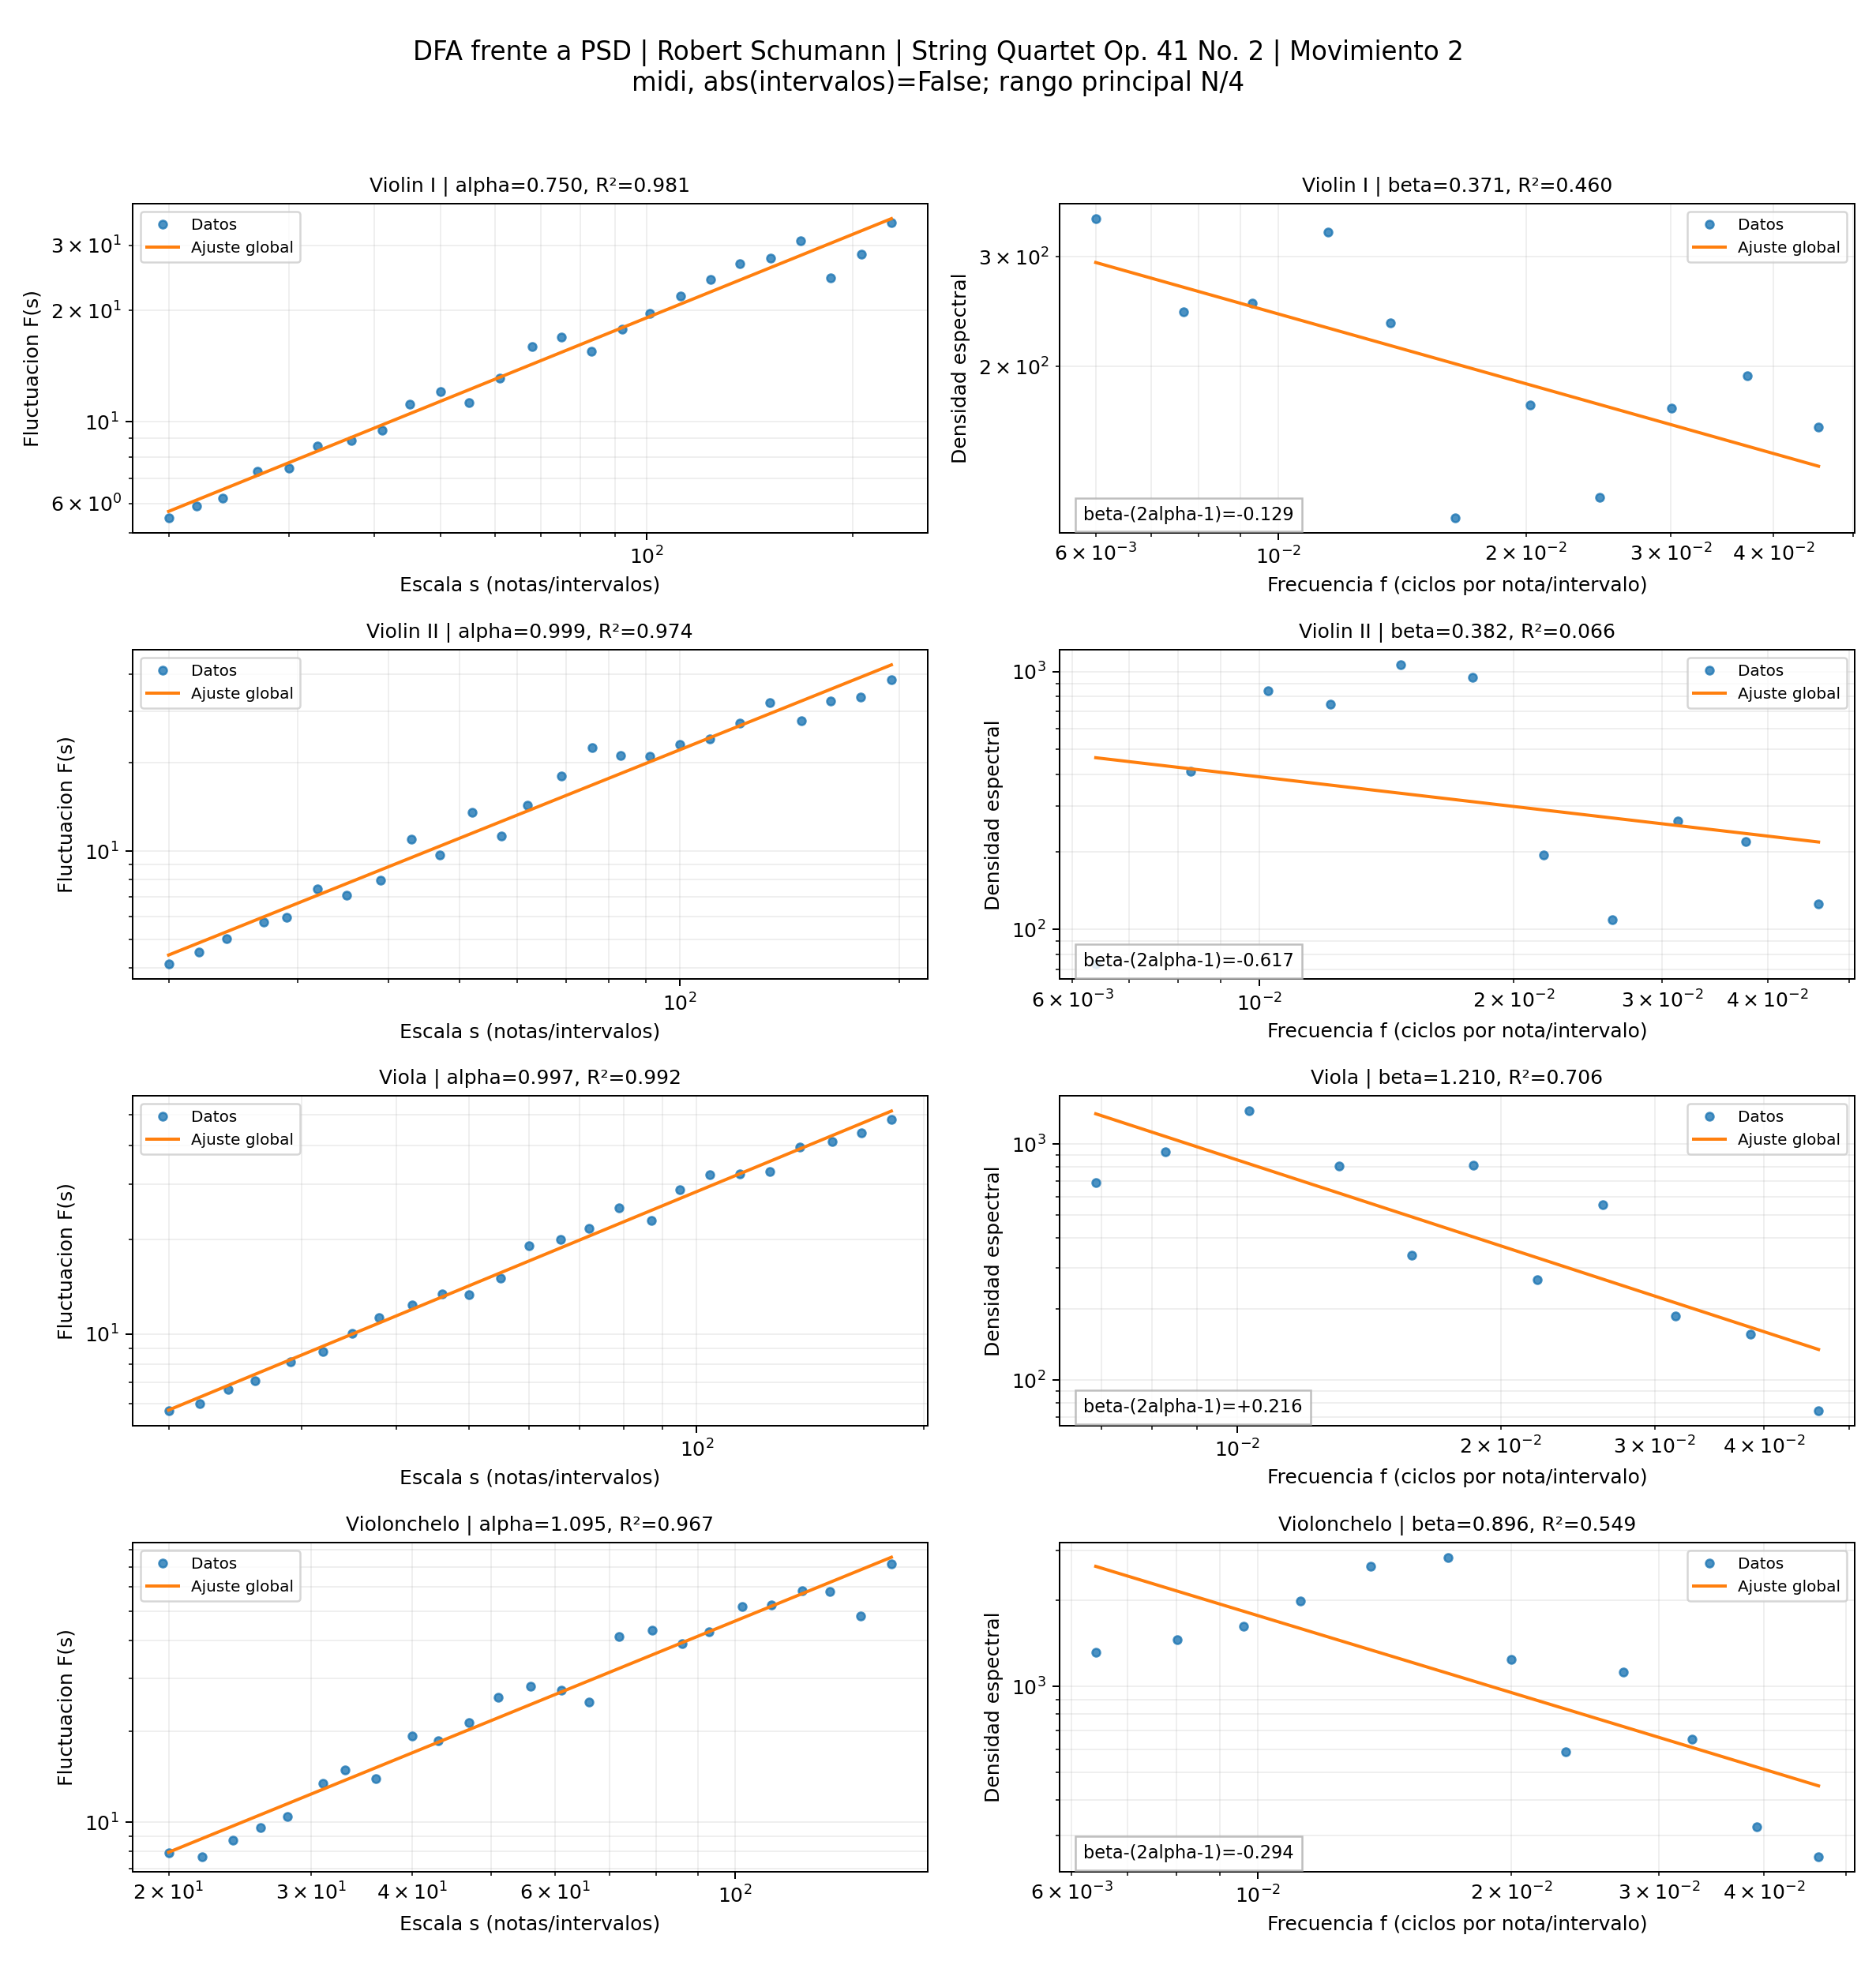 DFA frente a PSD | Robert Schumann | String Quartet Op. 41 No. 2 | Movimiento 2
midi, abs(intervalos)=False; rango principal N/4
Violin I | alpha=0.750, R²=0.981
Datos
Ajuste global
3 × 10¹
2 × 10¹
10¹
6 × 10⁰
Fluctuacion F(s)
10²
Escala s (notas/intervalos)
Violin I | beta=0.371, R²=0.460
Datos
Ajuste global
3 × 10²
2 × 10²
Densidad espectral
beta-(2alpha-1)=-0.129
6 × 10⁻³ 10⁻² 2 × 10⁻² 3 × 10⁻² 4 × 10⁻²
Frecuencia f (ciclos por nota/intervalo)
Violin II | alpha=0.999, R²=0.974
Datos
Ajuste global
10¹
Fluctuacion F(s)
10²
Escala s (notas/intervalos)
Violin II | beta=0.382, R²=0.066
Datos
Ajuste global
10³
10²
Densidad espectral
beta-(2alpha-1)=-0.617
6 × 10⁻³ 10⁻² 2 × 10⁻² 3 × 10⁻² 4 × 10⁻²
Frecuencia f (ciclos por nota/intervalo)
Viola | alpha=0.997, R²=0.992
Datos
Ajuste global
10¹
Fluctuacion F(s)
10²
Escala s (notas/intervalos)
Viola | beta=1.210, R²=0.706
Datos
Ajuste global
10³
10²
Densidad espectral
beta-(2alpha-1)=+0.216
10⁻² 2 × 10⁻² 3 × 10⁻² 4 × 10⁻²
Frecuencia f (ciclos por nota/intervalo)
Violonchelo | alpha=1.095, R²=0.967
Datos
Ajuste global
10¹
Fluctuacion F(s)
2 × 10¹ 3 × 10¹ 4 × 10¹ 6 × 10¹ 10²
Escala s (notas/intervalos)
Violonchelo | beta=0.896, R²=0.549
Datos
Ajuste global
10³
Densidad espectral
beta-(2alpha-1)=-0.294
6 × 10⁻³ 10⁻² 2 × 10⁻² 3 × 10⁻² 4 × 10⁻²
Frecuencia f (ciclos por nota/intervalo)